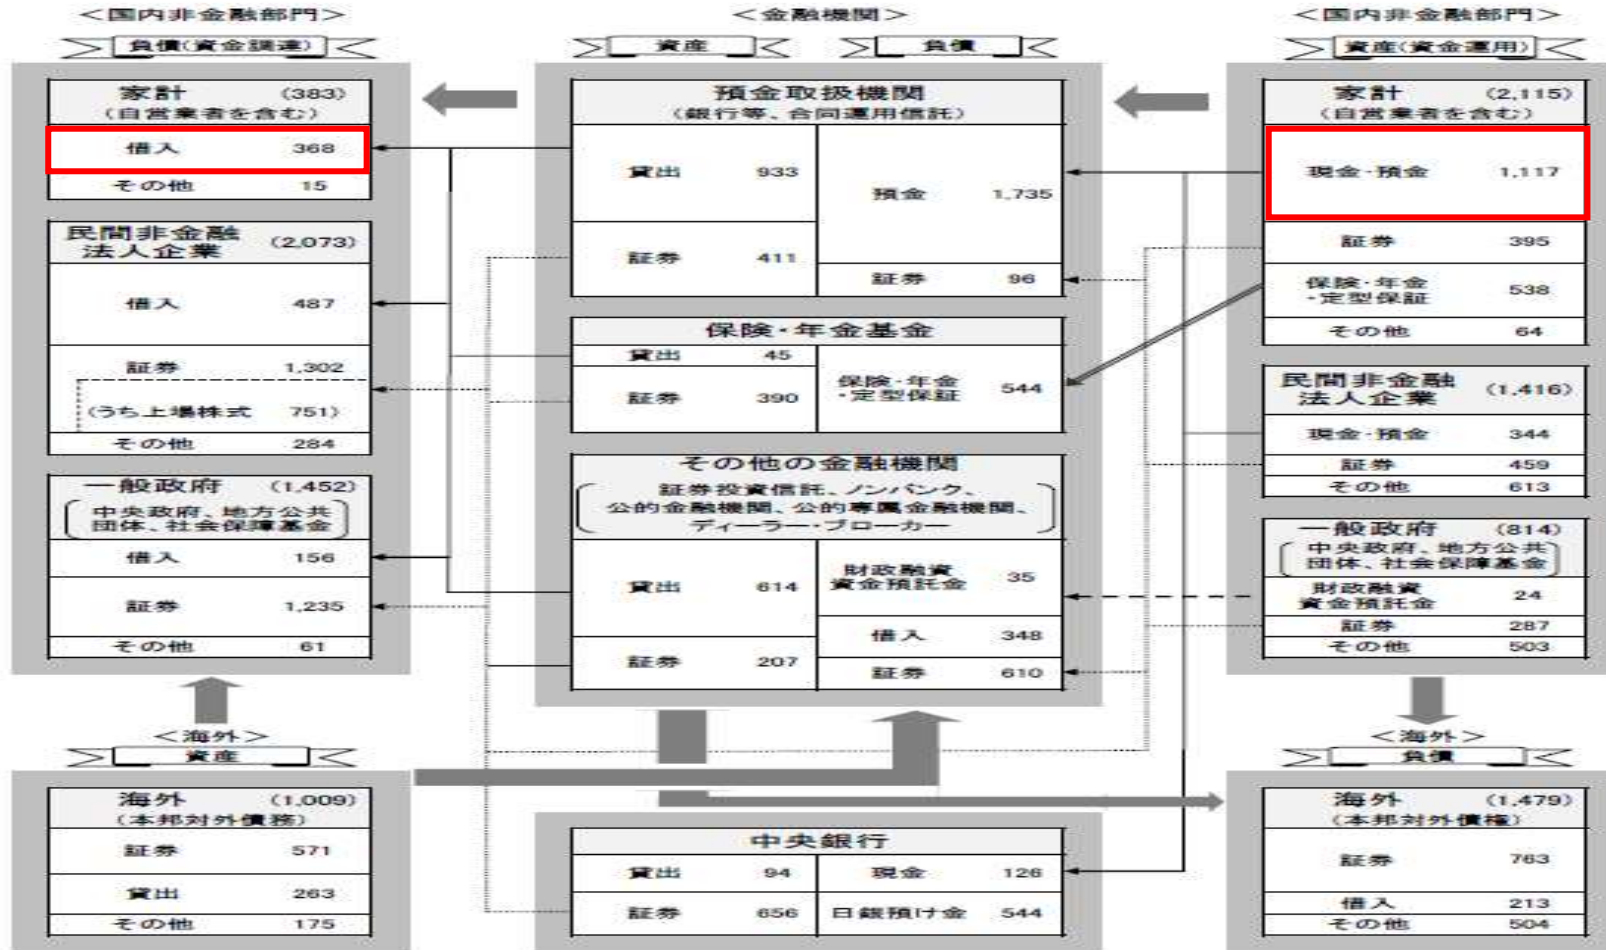 ＜国内非金融部門＞
負債(資金調達)
家計 (383)
(自営業者を含む)
借入 368
その他 15
民間非金融
法人企業 (2,073)
借入 487
証券 1,302
(うち上場株式 751)
その他 284
一般政府 (1,452)
中央政府、地方公共
団体、社会保障基金
借入 156
証券 1,235
その他 61
＜海外＞
資産
海外 (1,009)
(本邦対外債務)
証券 571
貸出 263
その他 175
＜金融機関＞
資産 負債
預金取扱機関
(銀行等、合同運用信託)
貸出 933
証券 411
預金 1,735
証券 96
保険・年金基金
貸出 45
証券 390
保険・年金
・定型保証 544
その他の金融機関
証券投資信託、ノンバンク、
公的金融機関、公的専属金融機関、
ディーラー・ブローカー
貸出 614
証券 207
財政融資
資金預託金 35
借入 348
証券 610
中央銀行
貸出 94
証券 656
現金 126
日銀預け金 544
＜国内非金融部門＞
資産(資金運用)
家計 (2,115)
(自営業者を含む)
現金・預金 1,117
証券 395
保険・年金
・定型保証 538
その他 64
民間非金融
法人企業 (1,416)
現金・預金 344
証券 459
その他 613
一般政府 (814)
中央政府、地方公共
団体、社会保障基金
財政融資
資金預託金 24
証券 287
その他 503
＜海外＞
負債
海外 (1,479)
(本邦対外債権)
証券 763
借入 213
その他 504